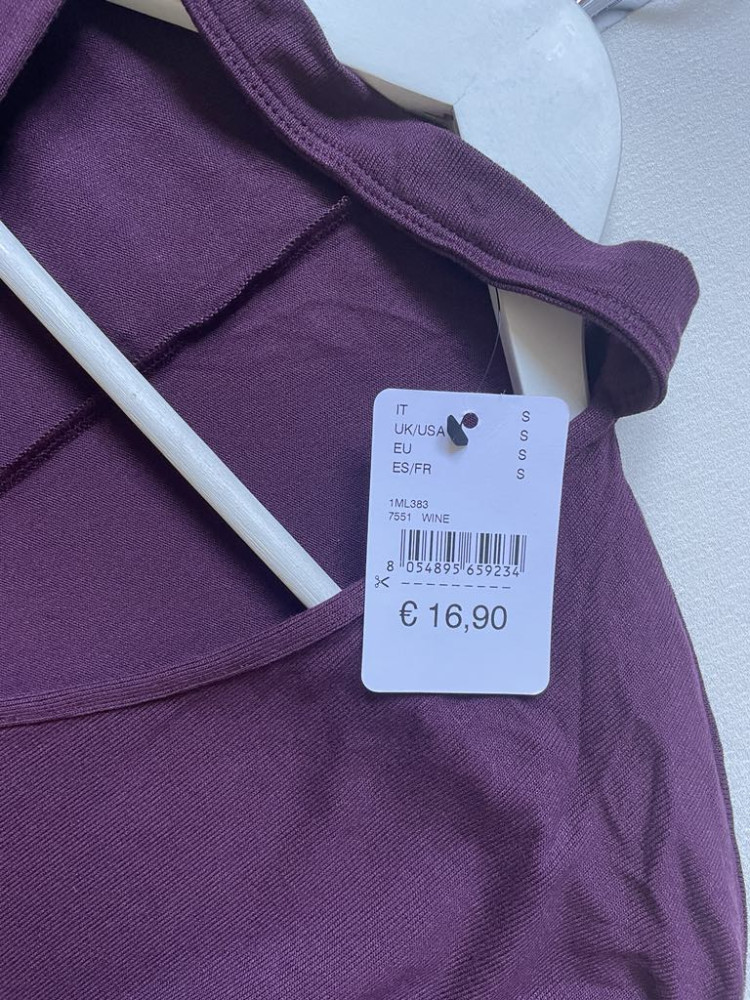 IT S
UK/USA S
EU S
ES/FR S
1ML383
7551 WINE
8 054895 659234
€ 16,90